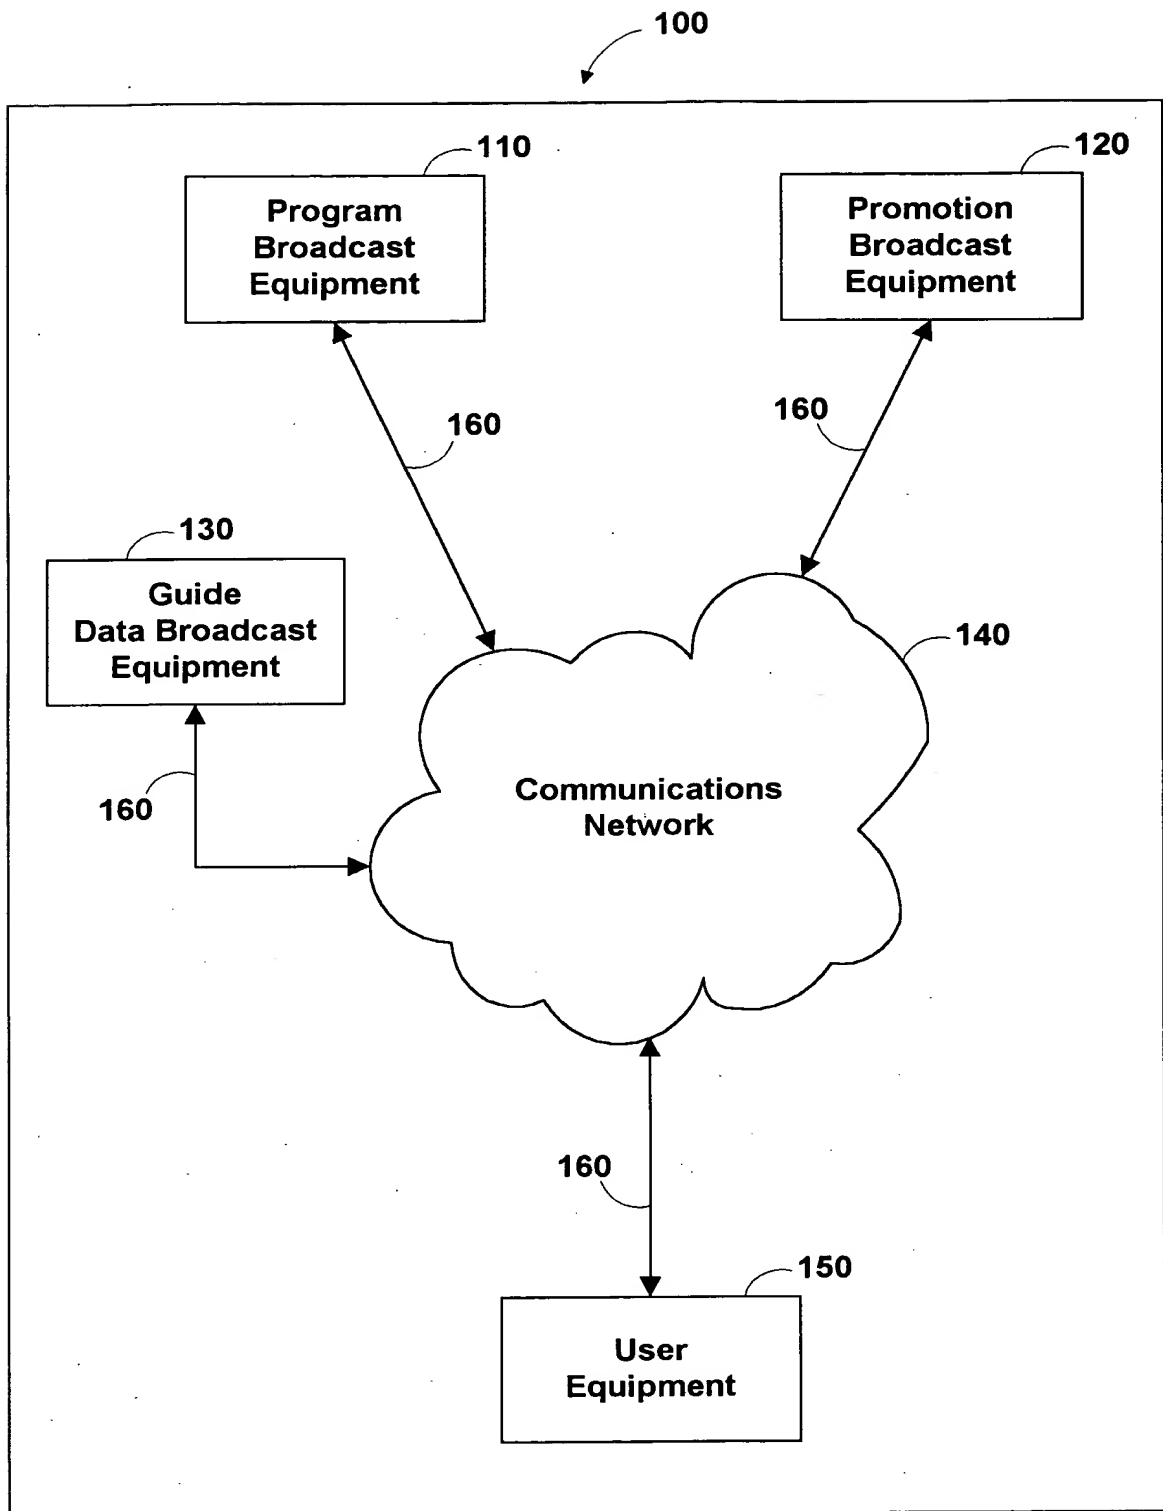 100
110
Program
Broadcast
Equipment
120
Promotion
Broadcast
Equipment
160
160
130
Guide
Data Broadcast
Equipment
160
140
Communications
Network
160
150
User
Equipment